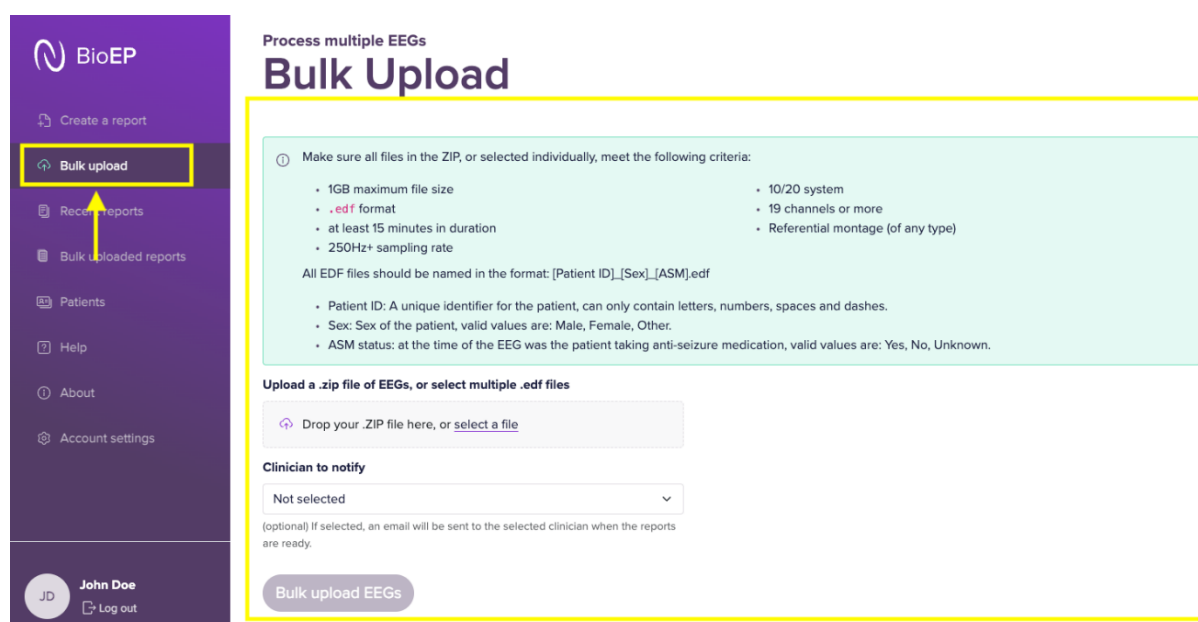 BioEP
Create a report
Bulk upload
Recent reports
Bulk uploaded reports
Patients
Help
About
Account settings
JD
John Doe
Log out
Process multiple EEGs
Bulk Upload
Make sure all files in the ZIP, or selected individually, meet the following criteria:
• 1GB maximum file size
• .edf format
• at least 15 minutes in duration
• 250Hz+ sampling rate
• 10/20 system
• 19 channels or more
• Referential montage (of any type)
All EDF files should be named in the format: [Patient ID]_[Sex]_[ASM].edf
• Patient ID: A unique identifier for the patient, can only contain letters, numbers, spaces and dashes.
• Sex: Sex of the patient, valid values are: Male, Female, Other.
• ASM status: at the time of the EEG was the patient taking anti-seizure medication, valid values are: Yes, No, Unknown.
Upload a .zip file of EEGs, or select multiple .edf files
Drop your .ZIP file here, or select a file
Clinician to notify
Not selected
(optional) If selected, an email will be sent to the selected clinician when the reports
are ready.
Bulk upload EEGs